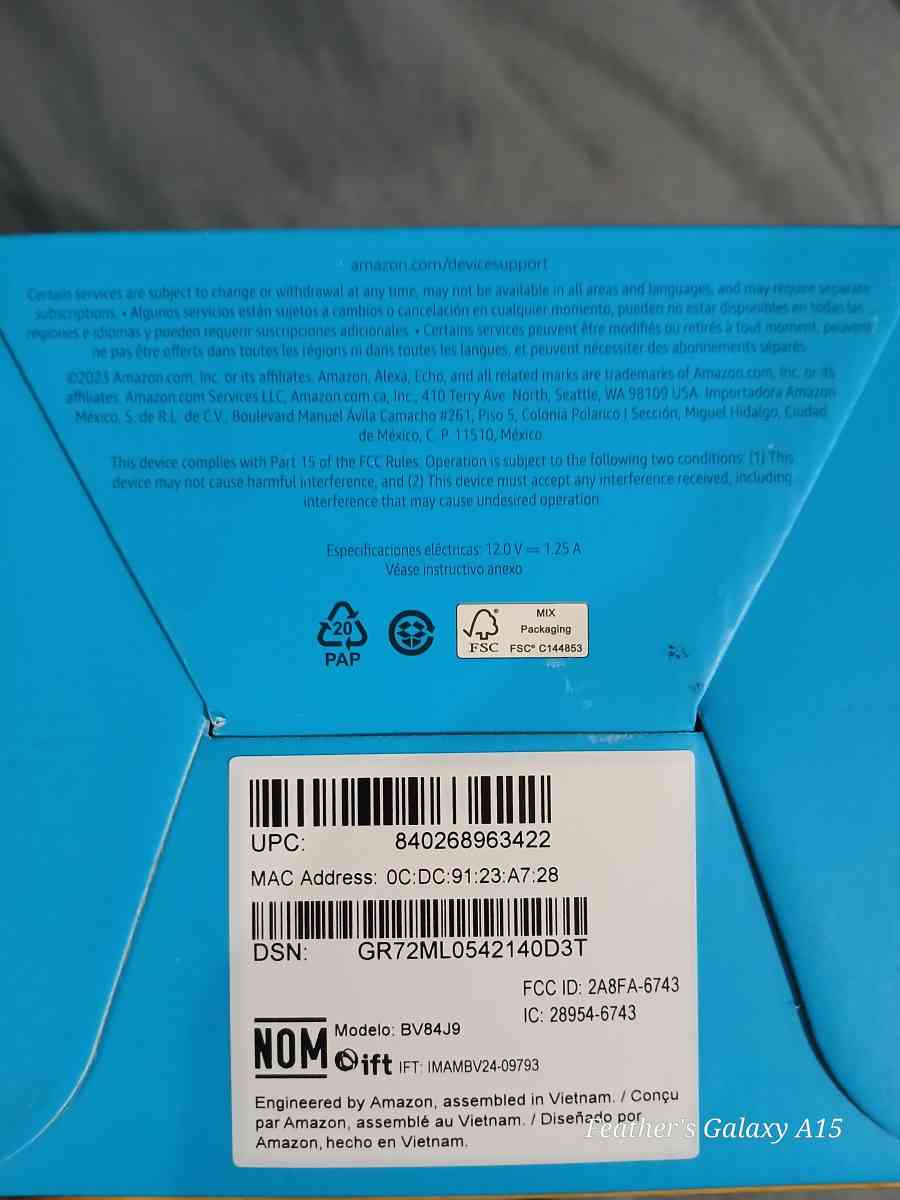 amazon.com/devicesupport
Certain services are subject to change or withdrawal at any time, may not be available in all areas and languages, and may require separate
subscriptions. • Algunos servicios están sujetos a cambios o cancelación en cualquier momento, pueden no estar disponibles en todas las
regiones e idiomas y pueden requerir suscripciones adicionales. • Certains services peuvent être modifiés ou retirés à tout moment, peuvent
ne pas être offerts dans toutes les régions ni dans toutes les langues, et peuvent nécessiter des abonnements séparés.
©2023 Amazon.com, Inc. or its affiliates. Amazon, Alexa, Echo, and all related marks are trademarks of Amazon.com, Inc. or its
affiliates. Amazon.com Services LLC, Amazon.com.ca, Inc., 410 Terry Ave. North, Seattle, WA 98109 USA. Importadora Amazon
México, S. de R.L. de C.V., Boulevard Manuel Ávila Camacho #261, Piso 5, Colonia Polanco I Sección, Miguel Hidalgo, Ciudad
de México, C. P. 11510, México
This device complies with Part 15 of the FCC Rules. Operation is subject to the following two conditions: (1) This
device may not cause harmful interference, and (2) This device must accept any interference received, including
interference that may cause undesired operation.
Especificaciones eléctricas: 12.0 V ⎓ 1.25 A
Véase instructivo anexo
20
PAP
FSC®
MIX
Packaging
FSC® C144853
UPC: 840268963422
MAC Address: 0C:DC:91:23:A7:28
DSN: GR72ML0542140D3T
FCC ID: 2A8FA-6743
IC: 28954-6743
NOM
Modelo: BV84J9
ift IFT: IMAMBV24-09793
Engineered by Amazon, assembled in Vietnam. / Conçu
par Amazon, assemblé au Vietnam. / Diseñado por
Amazon, hecho en Vietnam.
Feather's Galaxy A15